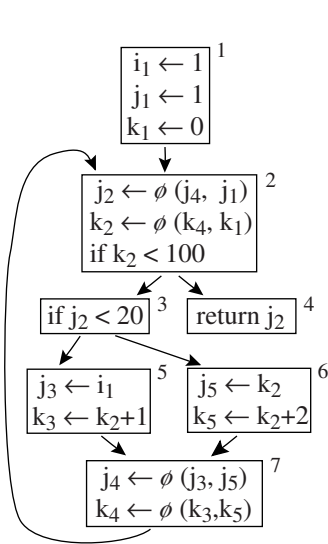 i₁ ← 1
j₁ ← 1
k₁ ← 0
1
j₂ ← ϕ (j₄, j₁)
k₂ ← ϕ (k₄, k₁)
if k₂ < 100
2
if j₂ < 20
3
return j₂
4
j₃ ← i₁
k₃ ← k₂+1
5
j₅ ← k₂
k₅ ← k₂+2
6
j₄ ← ϕ (j₃, j₅)
k₄ ← ϕ (k₃,k₅)
7